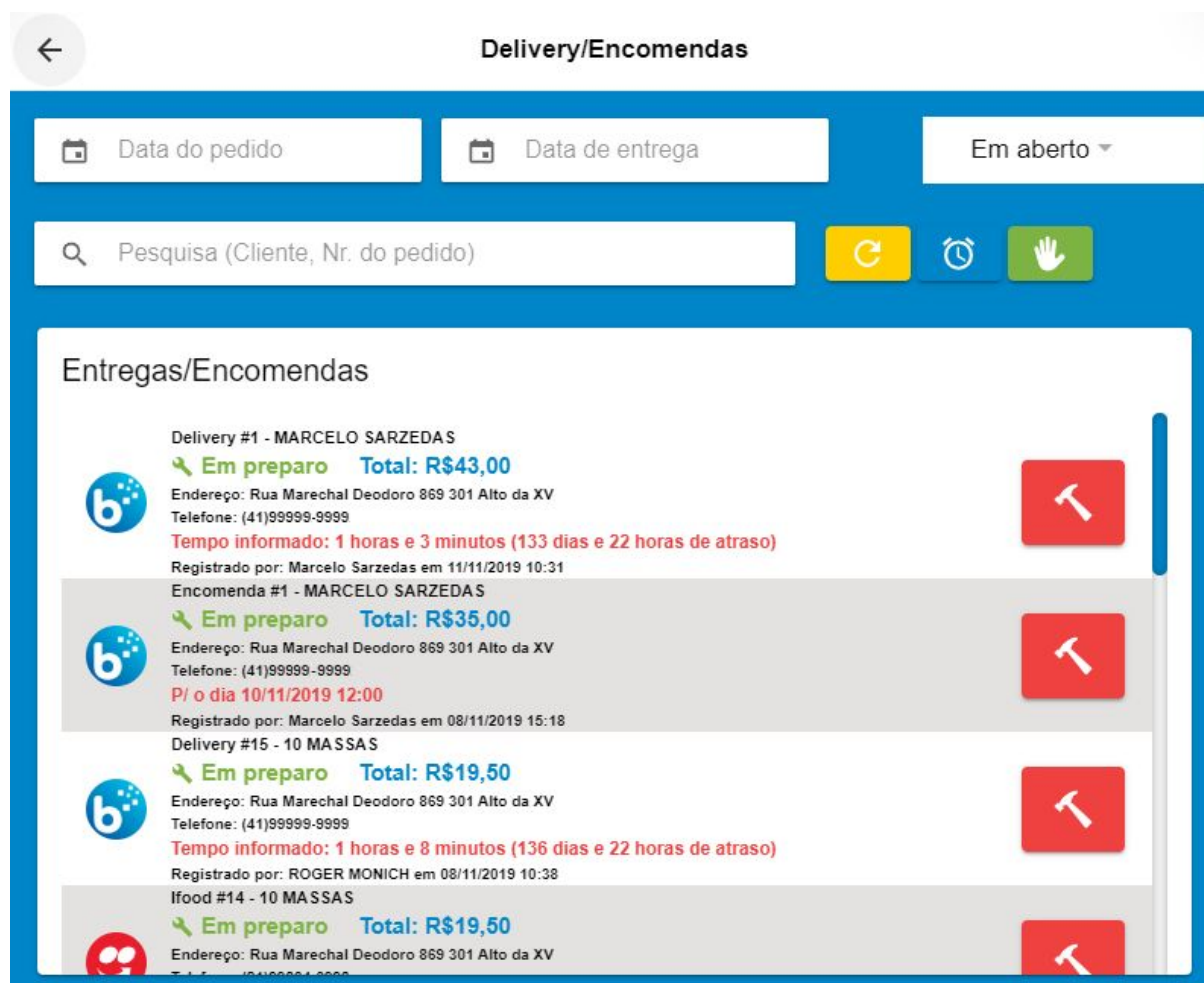 Delivery/Encomendas
Data do pedido
Data de entrega
Em aberto
Pesquisa (Cliente, Nr. do pedido)
Entregas/Encomendas
Delivery #1 - MARCELO SARZEDAS
Em preparo Total: R$43,00
Endereço: Rua Marechal Deodoro 869 301 Alto da XV
Telefone: (41)99999-9999
Tempo informado: 1 horas e 3 minutos (133 dias e 22 horas de atraso)
Registrado por: Marcelo Sarzedas em 11/11/2019 10:31
Encomenda #1 - MARCELO SARZEDAS
Em preparo Total: R$35,00
Endereço: Rua Marechal Deodoro 869 301 Alto da XV
Telefone: (41)99999-9999
P/ o dia 10/11/2019 12:00
Registrado por: Marcelo Sarzedas em 08/11/2019 15:18
Delivery #15 - 10 MASSAS
Em preparo Total: R$19,50
Endereço: Rua Marechal Deodoro 869 301 Alto da XV
Telefone: (41)99999-9999
Tempo informado: 1 horas e 8 minutos (136 dias e 22 horas de atraso)
Registrado por: ROGER MONICH em 08/11/2019 10:38
Ifood #14 - 10 MASSAS
Em preparo Total: R$19,50
Endereço: Rua Marechal Deodoro 869 301 Alto da XV